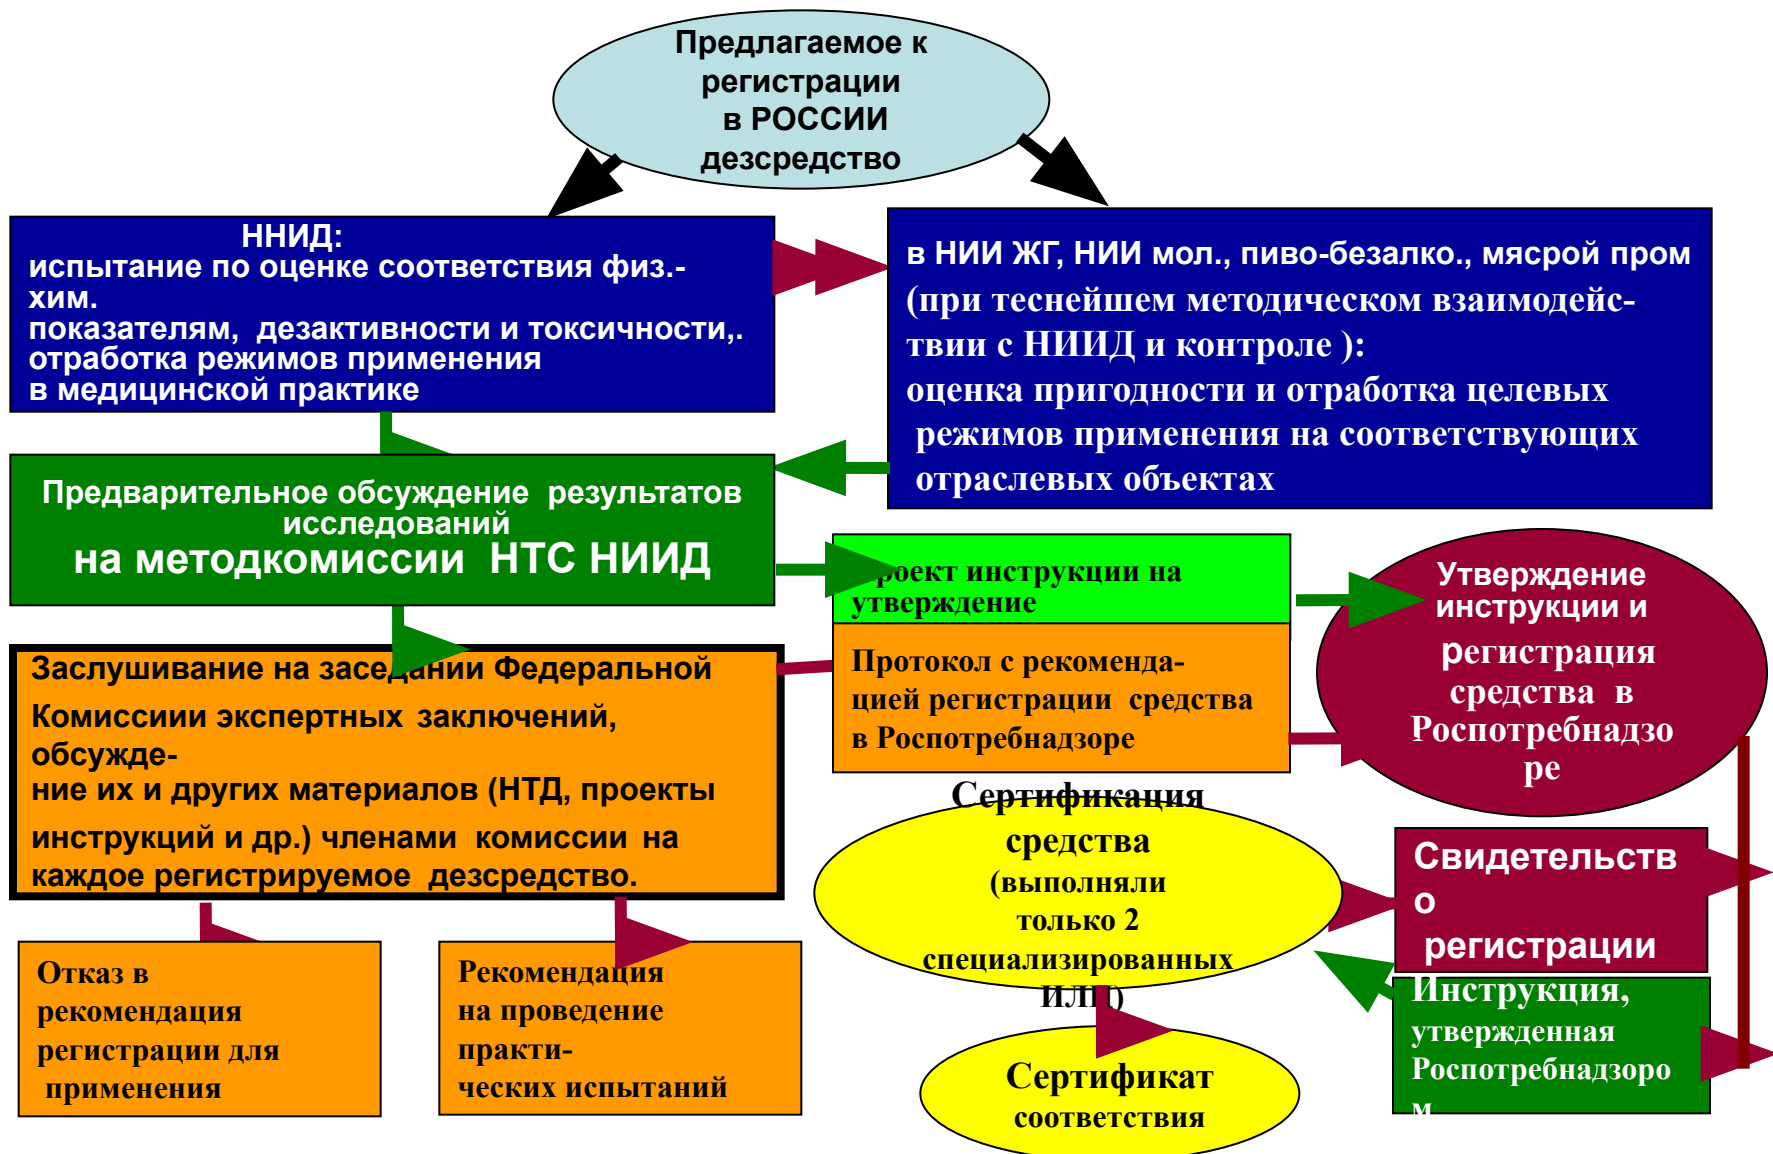 Предлагаемое к
регистрации
в РОССИИ
дезсредство
ННИД:
испытание по оценке соответствия физ.-
хим.
показателям, дезактивности и токсичности,.
отработка режимов применения
в медицинской практике
в НИИ ЖГ, НИИ мол., пиво-безалко., мясрой пром
(при теснейшем методическом взаимодейс-
твии с НИИД и контроле ):
оценка пригодности и отработка целевых
режимов применения на соответствующих
отраслевых объектах
Предварительное обсуждение результатов
исследований
на методкомиссии НТС НИИД
Проект инструкции на
утверждение
Утверждение
инструкции и
регистрация
средства в
Роспотребнадзо
ре
Заслушивание на заседании Федеральной
Комиссиии экспертных заключений,
обсужде-
ние их и других материалов (НТД, проекты
инструкций и др.) членами комиссии на
каждое регистрируемое дезсредство.
Протокол с рекоменда-
цией регистрации средства
в Роспотребнадзоре
Сертификация
средства
(выполняли
только 2
специализированных
ИЛЦ)
Свидетельств
о
регистрации
Инструкция,
утвержденная
Роспотребнадзоро
м
Отказ в
рекомендация
регистрации для
применения
Рекомендация
на проведение
практи-
ческих испытаний
Сертификат
соответствия